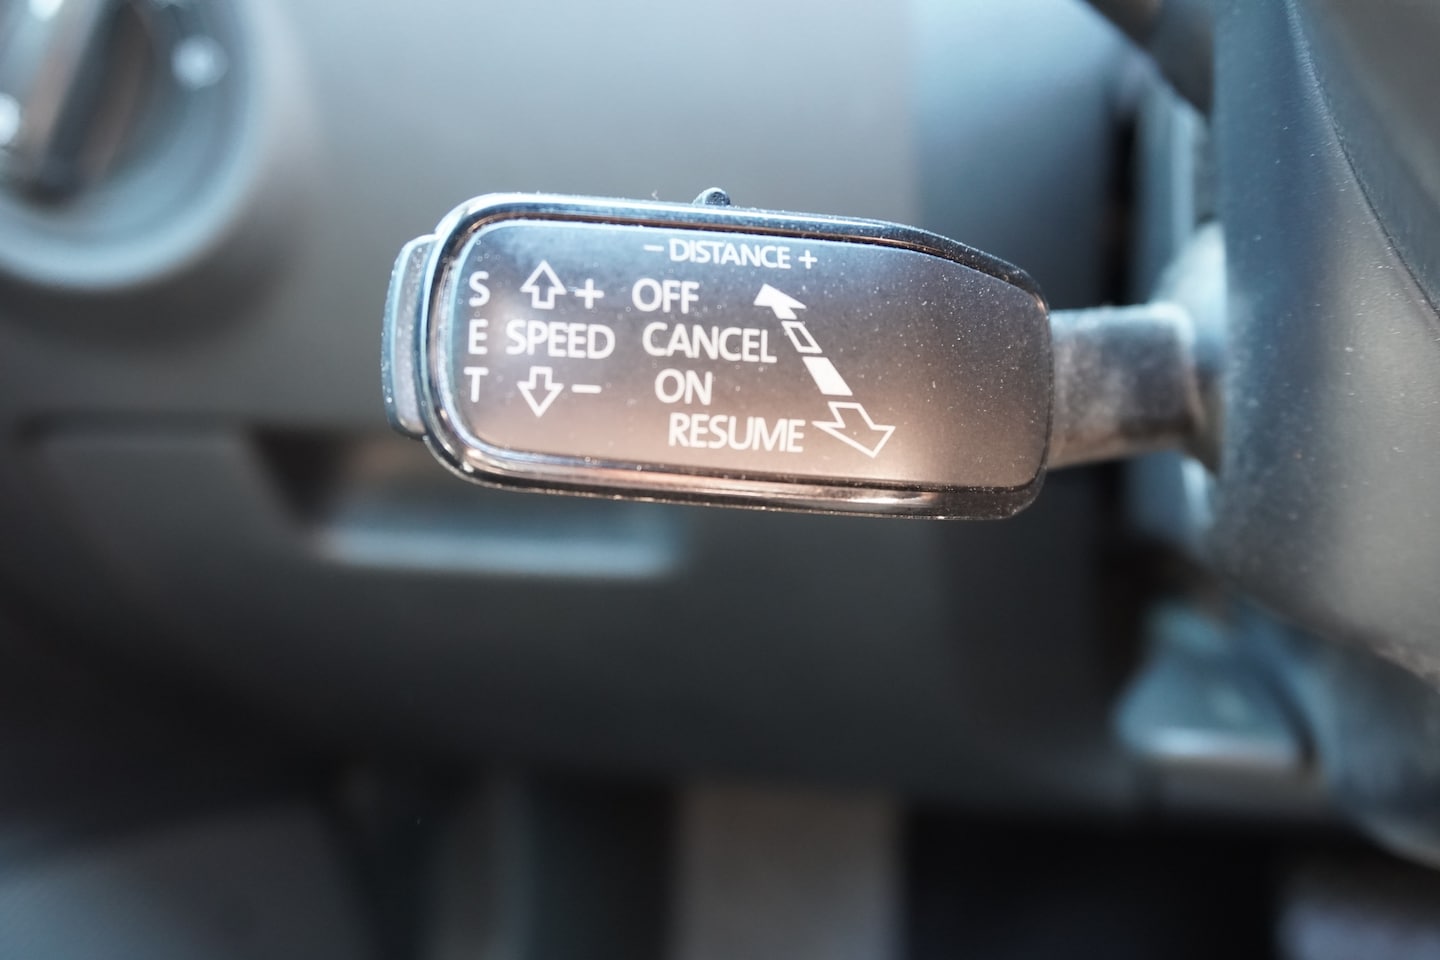 − DISTANCE +
S + OFF
E SPEED CANCEL
T − ON
RESUME